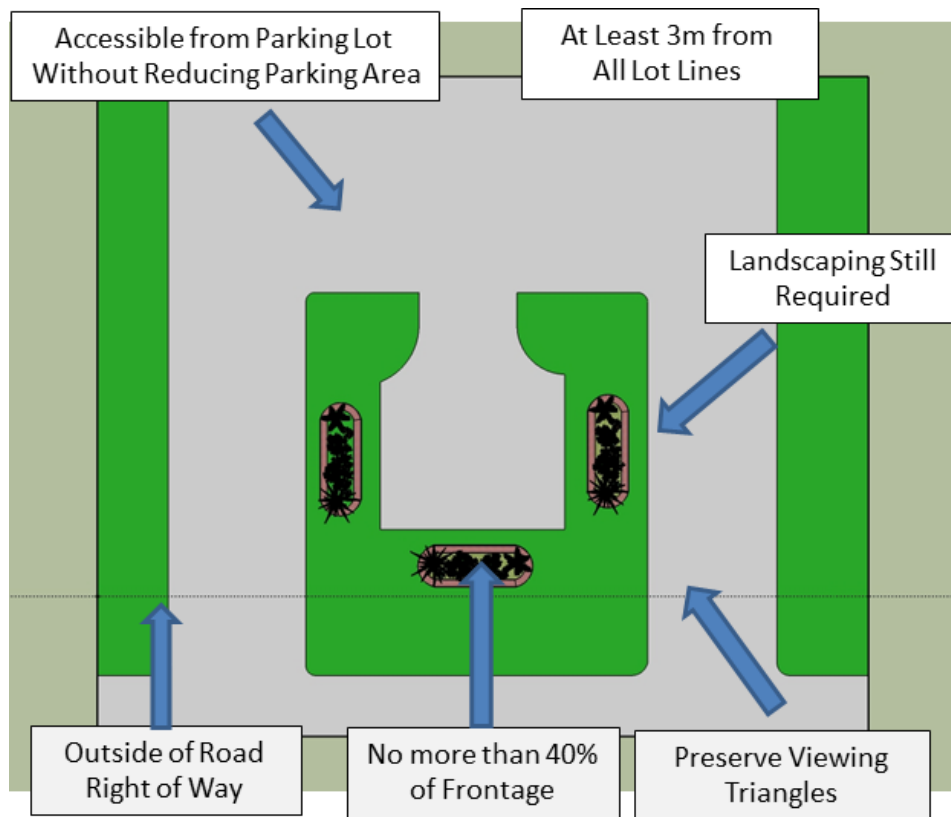 Accessible from Parking Lot
Without Reducing Parking Area
At Least 3m from
All Lot Lines
Landscaping Still
Required
Outside of Road
Right of Way
No more than 40%
of Frontage
Preserve Viewing
Triangles